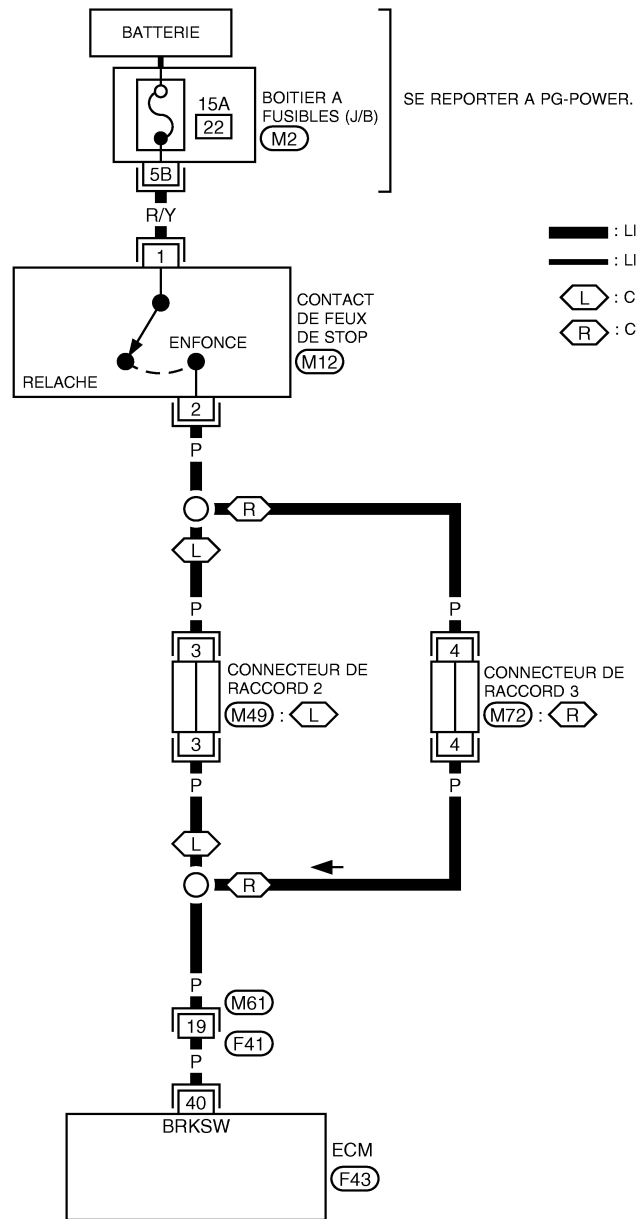 BATTERIE
15A
22
BOITIER A
FUSIBLES (J/B)
M2
SE REPORTER A PG-POWER.
5B
R/Y
1
: LI
: LI
L : C
R : C
CONTACT
DE FEUX
DE STOP
M12
ENFONCE
RELACHE
2
P
R
L
P
P
3
4
CONNECTEUR DE
RACCORD 2
M49 : L
CONNECTEUR DE
RACCORD 3
M72 : R
3
4
P
P
L
R
P
M61
19
F41
P
40
BRKSW
ECM
F43